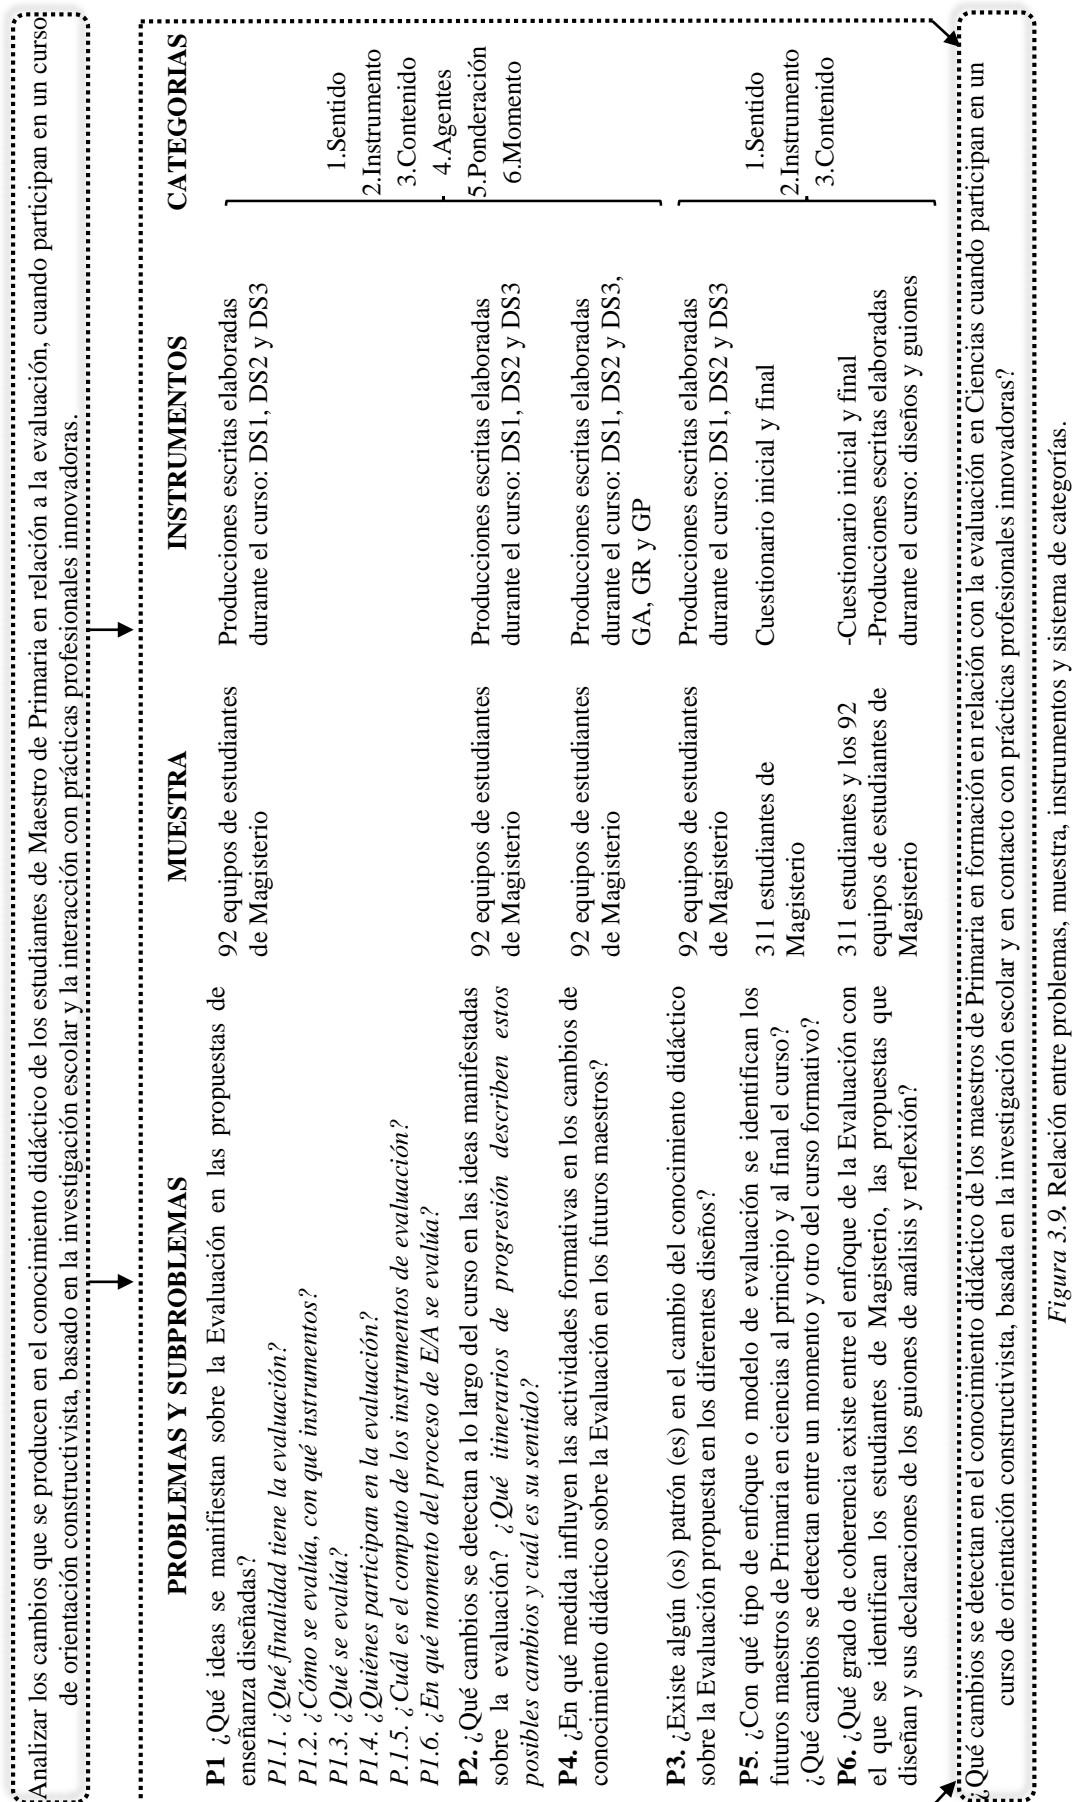 Analizar los cambios que se producen en el conocimiento didáctico de los estudiantes de Maestro de Primaria en relación a la evaluación, cuando participan en un curso
de orientación constructivista, basado en la investigación escolar y la interacción con prácticas profesionales innovadoras.
PROBLEMAS Y SUBPROBLEMAS
P1 ¿Qué ideas se manifiestan sobre la Evaluación en las propuestas de
enseñanza diseñadas?
P1.1. ¿Qué finalidad tiene la evaluación?
P1.2. ¿Cómo se evalúa, con qué instrumentos?
P1.3. ¿Qué se evalúa?
P1.4. ¿Quiénes participan en la evaluación?
P.1.5. ¿Cuál es el computo de los instrumentos de evaluación?
P1.6. ¿En qué momento del proceso de E/A se evalúa?
P2. ¿Qué cambios se detectan a lo largo del curso en las ideas manifestadas
sobre la evaluación? ¿Qué itinerarios de progresión describen estos
posibles cambios y cuál es su sentido?
P4. ¿En qué medida influyen las actividades formativas en los cambios de
conocimiento didáctico sobre la Evaluación en los futuros maestros?
P3. ¿Existe algún (os) patrón (es) en el cambio del conocimiento didáctico
sobre la Evaluación propuesta en los diferentes diseños?
P5. ¿Con qué tipo de enfoque o modelo de evaluación se identifican los
futuros maestros de Primaria en ciencias al principio y al final el curso?
¿Qué cambios se detectan entre un momento y otro del curso formativo?
P6. ¿Qué grado de coherencia existe entre el enfoque de la Evaluación con
el que se identifican los estudiantes de Magisterio, las propuestas que
diseñan y sus declaraciones de los guiones de análisis y reflexión?
MUESTRA
92 equipos de estudiantes
de Magisterio
92 equipos de estudiantes
de Magisterio
92 equipos de estudiantes
de Magisterio
92 equipos de estudiantes
de Magisterio
311 estudiantes de
Magisterio
311 estudiantes y los 92
equipos de estudiantes de
Magisterio
INSTRUMENTOS
Producciones escritas elaboradas
durante el curso: DS1, DS2 y DS3
Producciones escritas elaboradas
durante el curso: DS1, DS2 y DS3
Producciones escritas elaboradas
durante el curso: DS1, DS2 y DS3,
GA, GR y GP
Producciones escritas elaboradas
durante el curso: DS1, DS2 y DS3
Cuestionario inicial y final
-Cuestionario inicial y final
-Producciones escritas elaboradas
durante el curso: diseños y guiones
CATEGORIAS
1.Sentido
2.Instrumento
3.Contenido
4.Agentes
5.Ponderación
6.Momento
1.Sentido
2.Instrumento
3.Contenido
¿Qué cambios se detectan en el conocimiento didáctico de los maestros de Primaria en formación en relación con la evaluación en Ciencias cuando participan en un
curso de orientación constructivista, basada en la investigación escolar y en contacto con prácticas profesionales innovadoras?
Figura 3.9. Relación entre problemas, muestra, instrumentos y sistema de categorías.